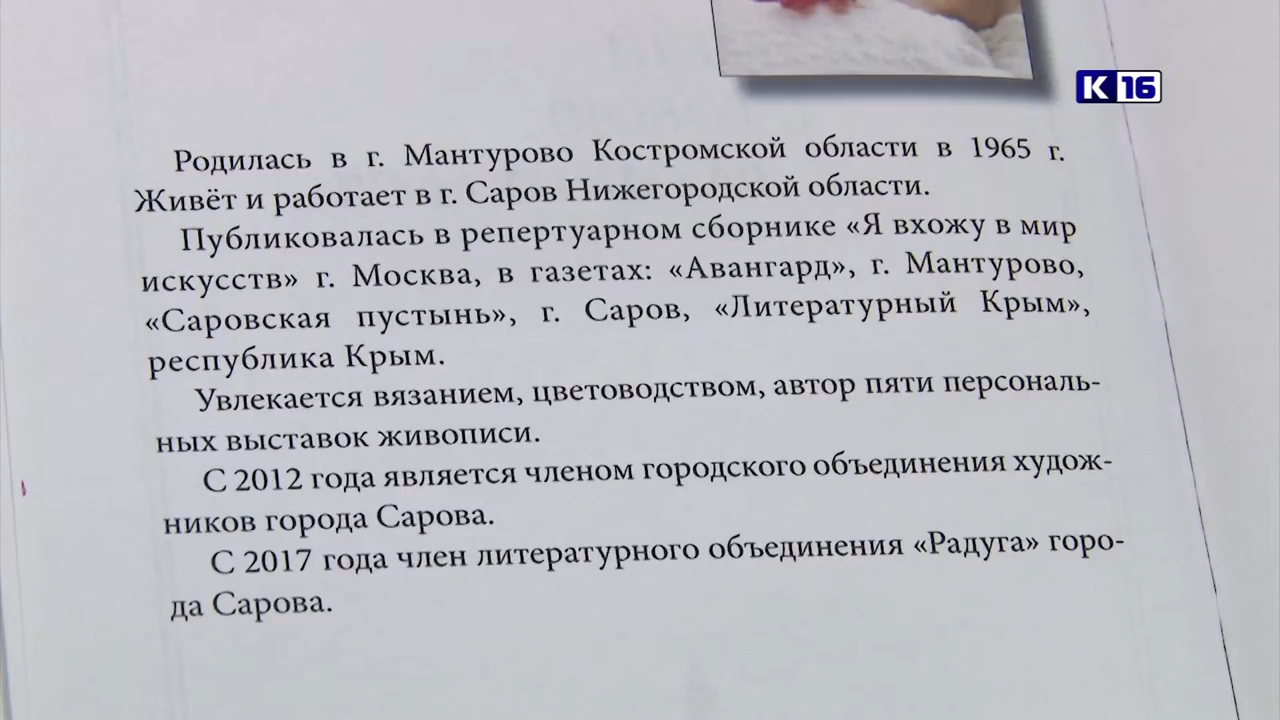 К 16
Родилась в г. Мантурово Костромской области в 1965 г.
Живёт и работает в г. Саров Нижегородской области.
Публиковалась в репертуарном сборнике «Я вхожу в мир
искусств» г. Москва, в газетах: «Авангард», г. Мантурово,
«Саровская пустынь», г. Саров, «Литературный Крым»,
республика Крым.
Увлекается вязанием, цветоводством, автор пяти персональ-
ных выставок живописи.
С 2012 года является членом городского объединения худож-
ников города Сарова.
С 2017 года член литературного объединения «Радуга» горо-
да Сарова.